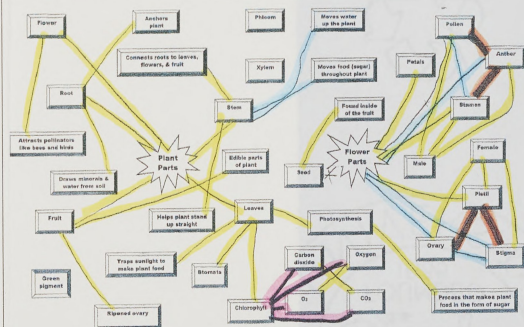 Flower
Anchors
plant
Phloem
Moves water
up the plant
Pollen
Anther
Connects roots to leaves,
flowers, & fruit
Xylem
Moves food (sugar)
throughout plant
Petals
Root
Stem
Found inside
of the fruit
Stamen
Attracts pollinators
like bees and birds
Plant
Parts
Edible parts
of plant
Seed
Flower
Parts
Male
Female
Draws minerals &
water from soil
Pistil
Fruit
Helps plant stand
up straight
Leaves
Photosynthesis
Ovary
Stigma
Traps sunlight to
make plant food
Stomata
Carbon
dioxide
Oxygen
Green
pigment
Chlorophyll
O₂
CO₂
Process that makes plant
food in the form of sugar
Ripened ovary